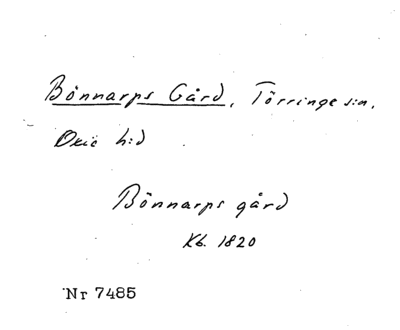 Bönnarps Gård, Törringe s:n,
Oxie h:d
Bönnarps gård
Kb. 1820
Nr 7485